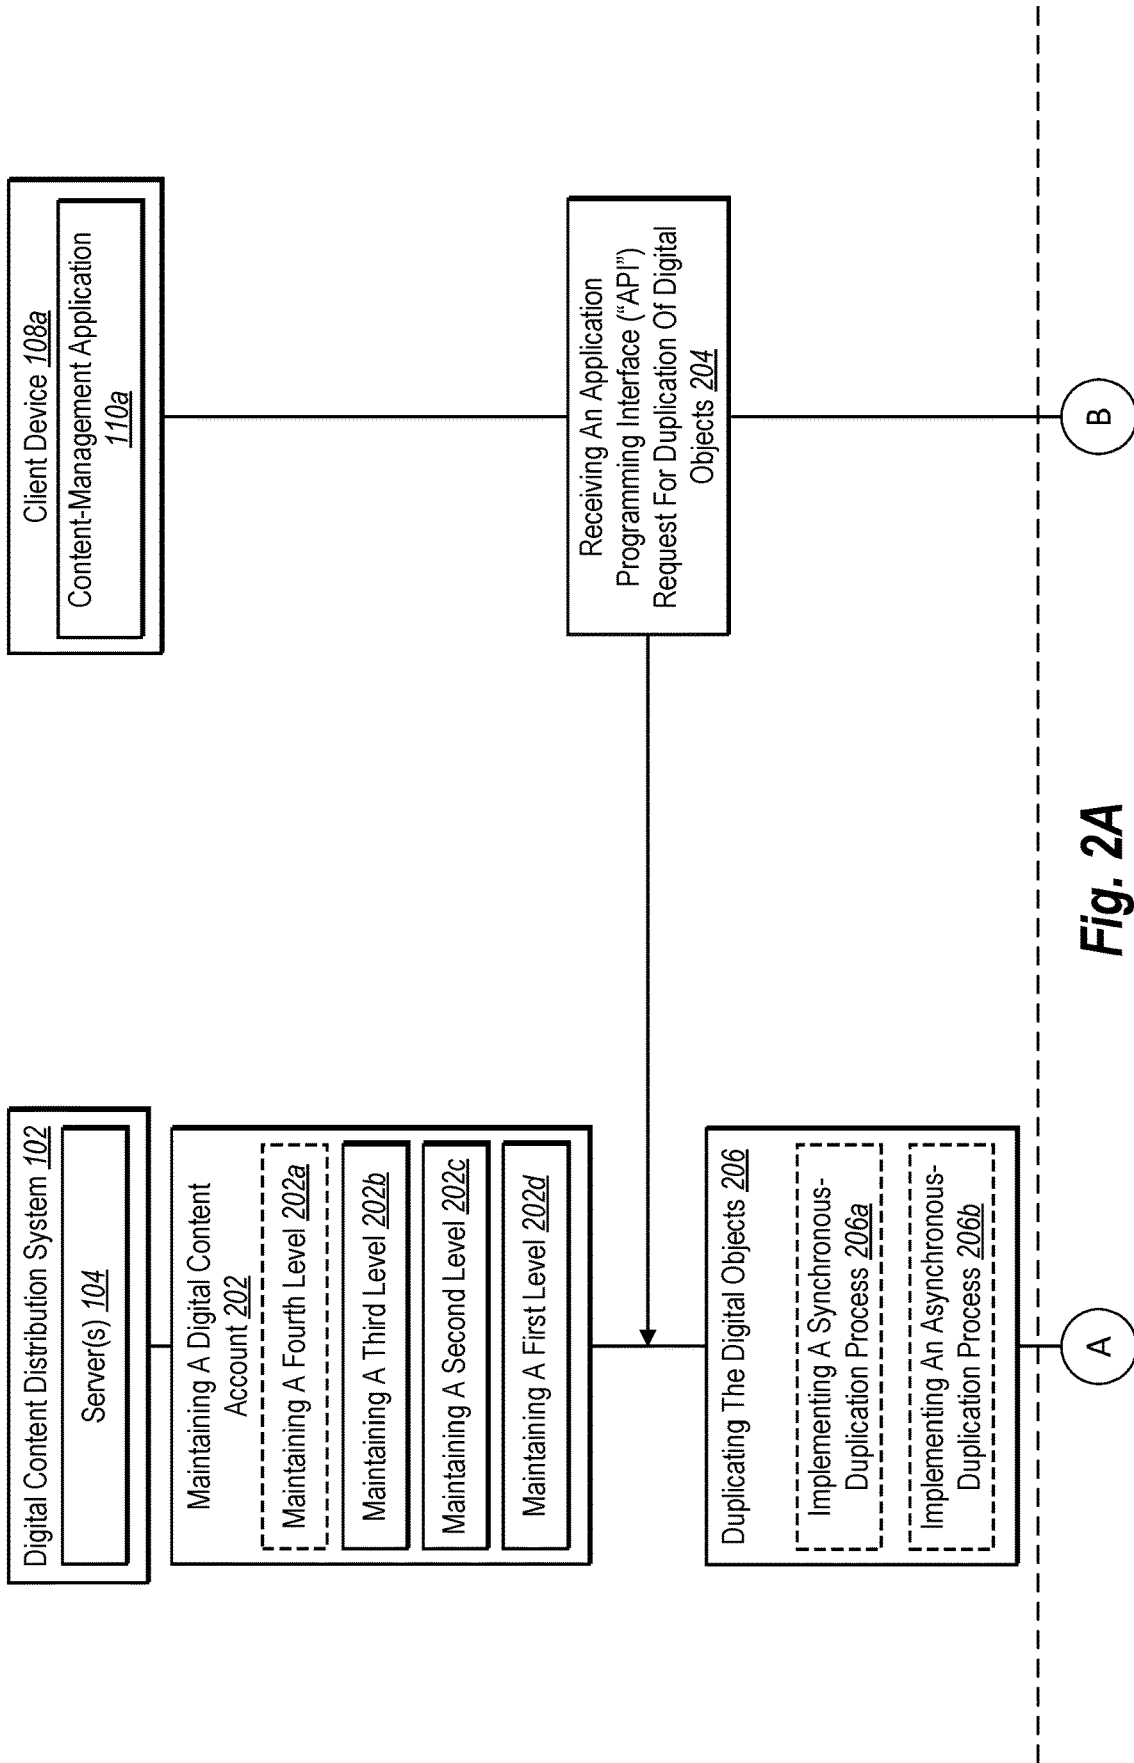 Digital Content Distribution System 102
Server(s) 104
Maintaining A Digital Content
Account 202
Maintaining A Fourth Level 202a
Maintaining A Third Level 202b
Maintaining A Second Level 202c
Maintaining A First Level 202d
Duplicating The Digital Objects 206
Implementing A Synchronous-
Duplication Process 206a
Implementing An Asynchronous-
Duplication Process 206b
A
Client Device 108a
Content-Management Application
110a
Receiving An Application
Programming Interface (“API”)
Request For Duplication Of Digital
Objects 204
B
Fig. 2A